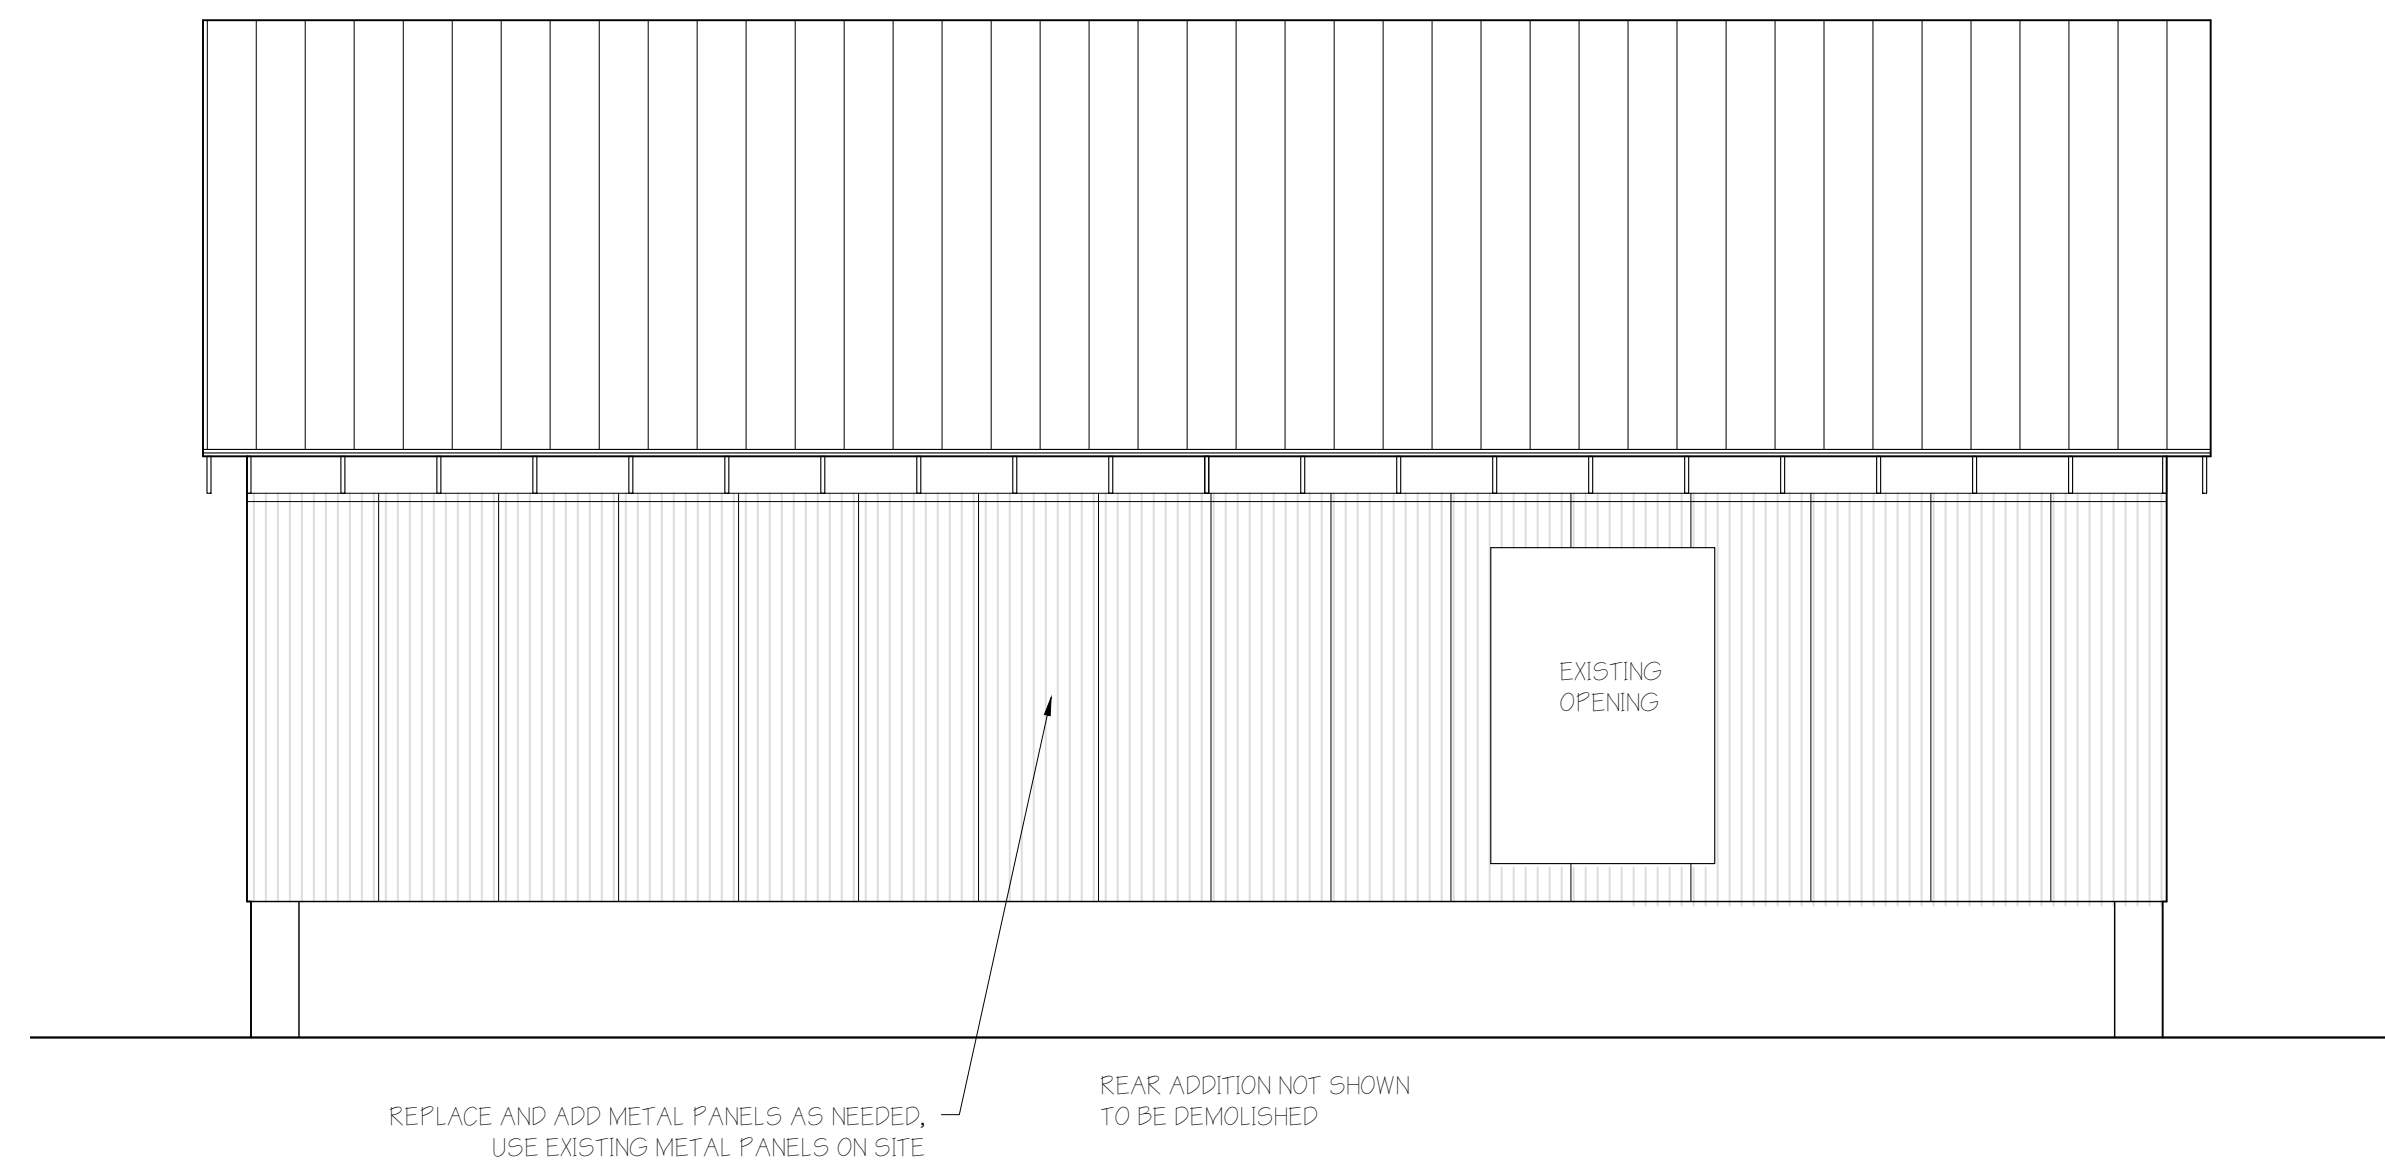 EXISTING
OPENING
REAR ADDITION NOT SHOWN
TO BE DEMOLISHED
REPLACE AND ADD METAL PANELS AS NEEDED,
USE EXISTING METAL PANELS ON SITE